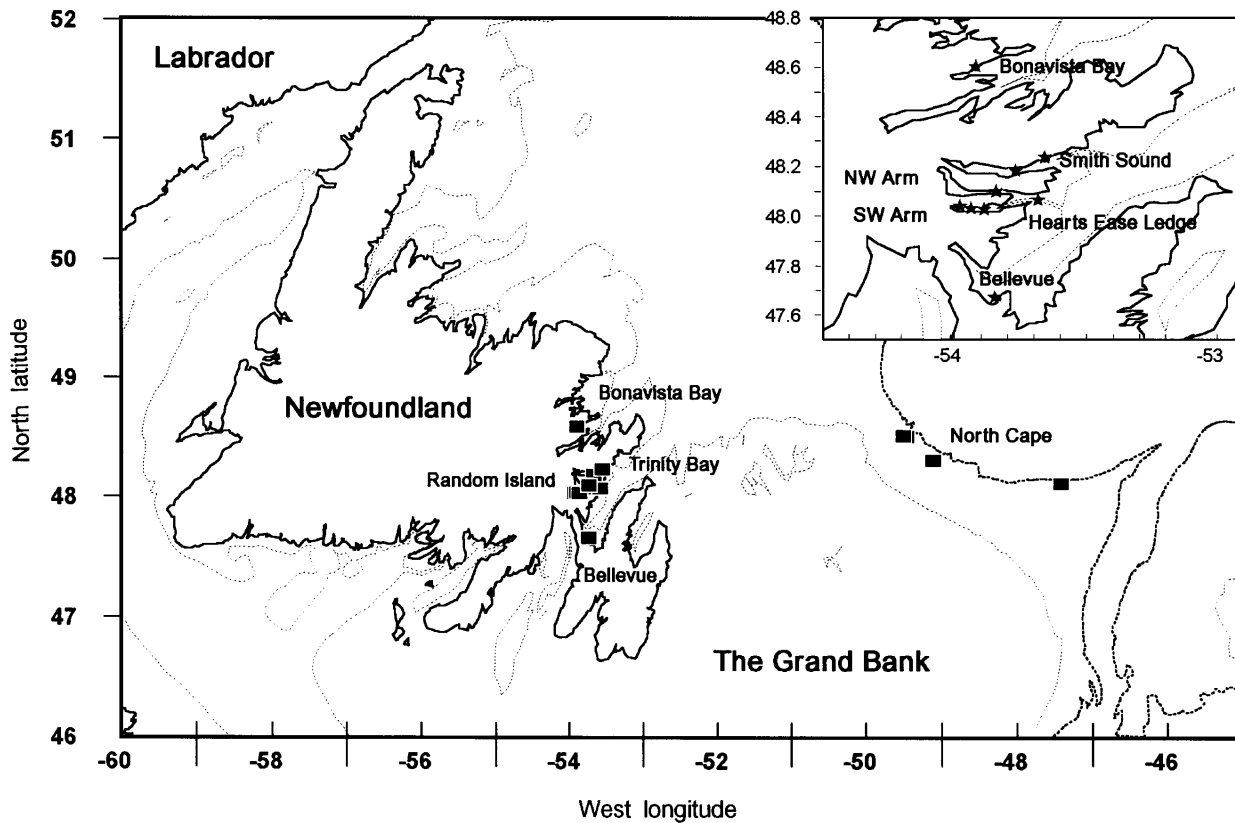 52
51
50
49
48
47
46
North latitude
-60
-58
-56
-54
-52
-50
-48
-46
West longitude
Labrador
Newfoundland
Bonavista Bay
Trinity Bay
Random Island
Bellevue
North Cape
The Grand Bank
48.8
48.6
48.4
48.2
48.0
47.8
47.6
-54
-53
Bonavista Bay
Smith Sound
NW Arm
SW Arm
Hearts Ease Ledge
Bellevue